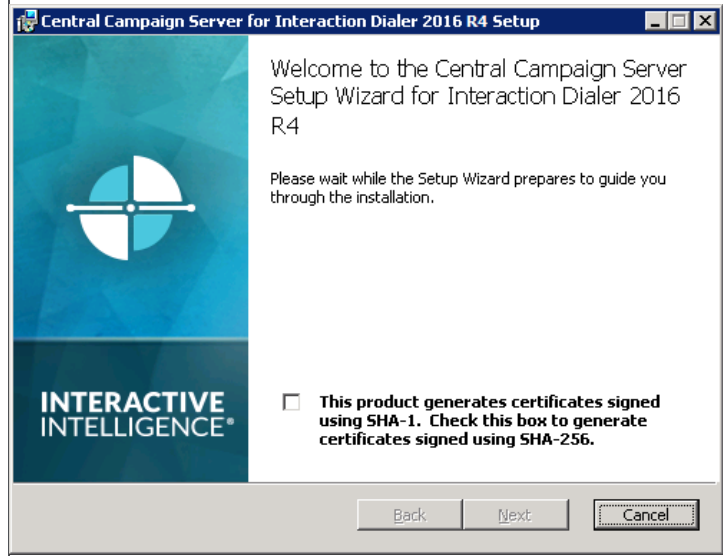 Central Campaign Server for Interaction Dialer 2016 R4 Setup
Welcome to the Central Campaign Server
Setup Wizard for Interaction Dialer 2016
R4
Please wait while the Setup Wizard prepares to guide you
through the installation.
INTERACTIVE
INTELLIGENCE®
This product generates certificates signed
using SHA-1. Check this box to generate
certificates signed using SHA-256.
Back Next Cancel